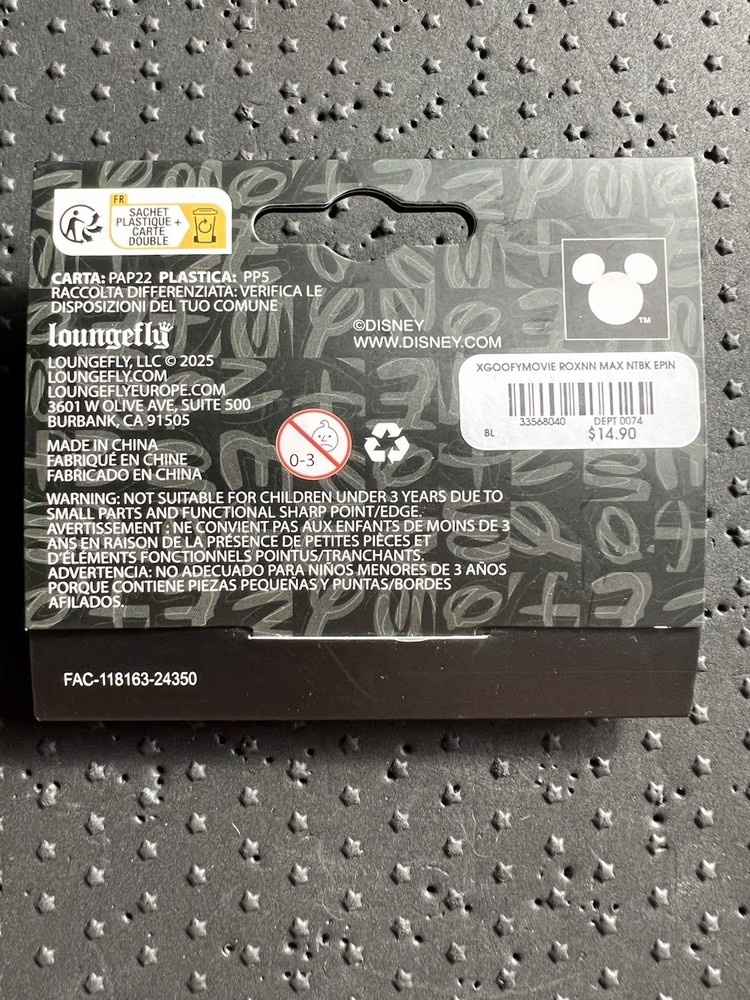 FR
SACHET
PLASTIQUE +
CARTE
DOUBLE
CARTA: PAP22 PLASTICA: PP5
RACCOLTA DIFFERENZIATA: VERIFICA LE
DISPOSIZIONI DEL TUO COMUNE
loungefly
LOUNGEFLY, LLC © 2025
LOUNGEFLY.COM
LOUNGEFLYEUROPE.COM
3601 W OLIVE AVE, SUITE 500
BURBANK, CA 91505
©DISNEY
WWW.DISNEY.COM
TM
XGOOFYMOVIE ROXNN MAX NTBK EPIN
33568040 DEPT 0074
BL $14.90
MADE IN CHINA
FABRIQUÉ EN CHINE
FABRICADO EN CHINA
0-3
WARNING: NOT SUITABLE FOR CHILDREN UNDER 3 YEARS DUE TO
SMALL PARTS AND FUNCTIONAL SHARP POINT/EDGE.
AVERTISSEMENT : NE CONVIENT PAS AUX ENFANTS DE MOINS DE 3
ANS EN RAISON DE LA PRÉSENCE DE PETITES PIÈCES ET
D'ÉLÉMENTS FONCTIONNELS POINTUS/TRANCHANTS.
ADVERTENCIA: NO ADECUADO PARA NIÑOS MENORES DE 3 AÑOS
PORQUE CONTIENE PIEZAS PEQUEÑAS Y PUNTAS/BORDES
AFILADOS.
FAC-118163-24350